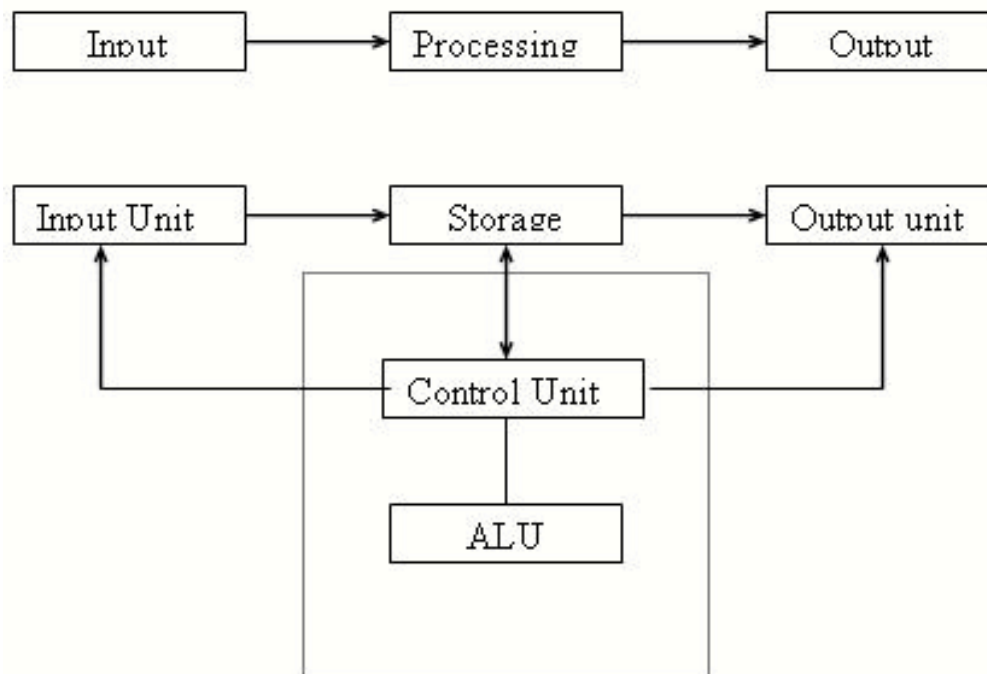 Input
Processing
Output
Input Unit
Storage
Output unit
Control Unit
ALU